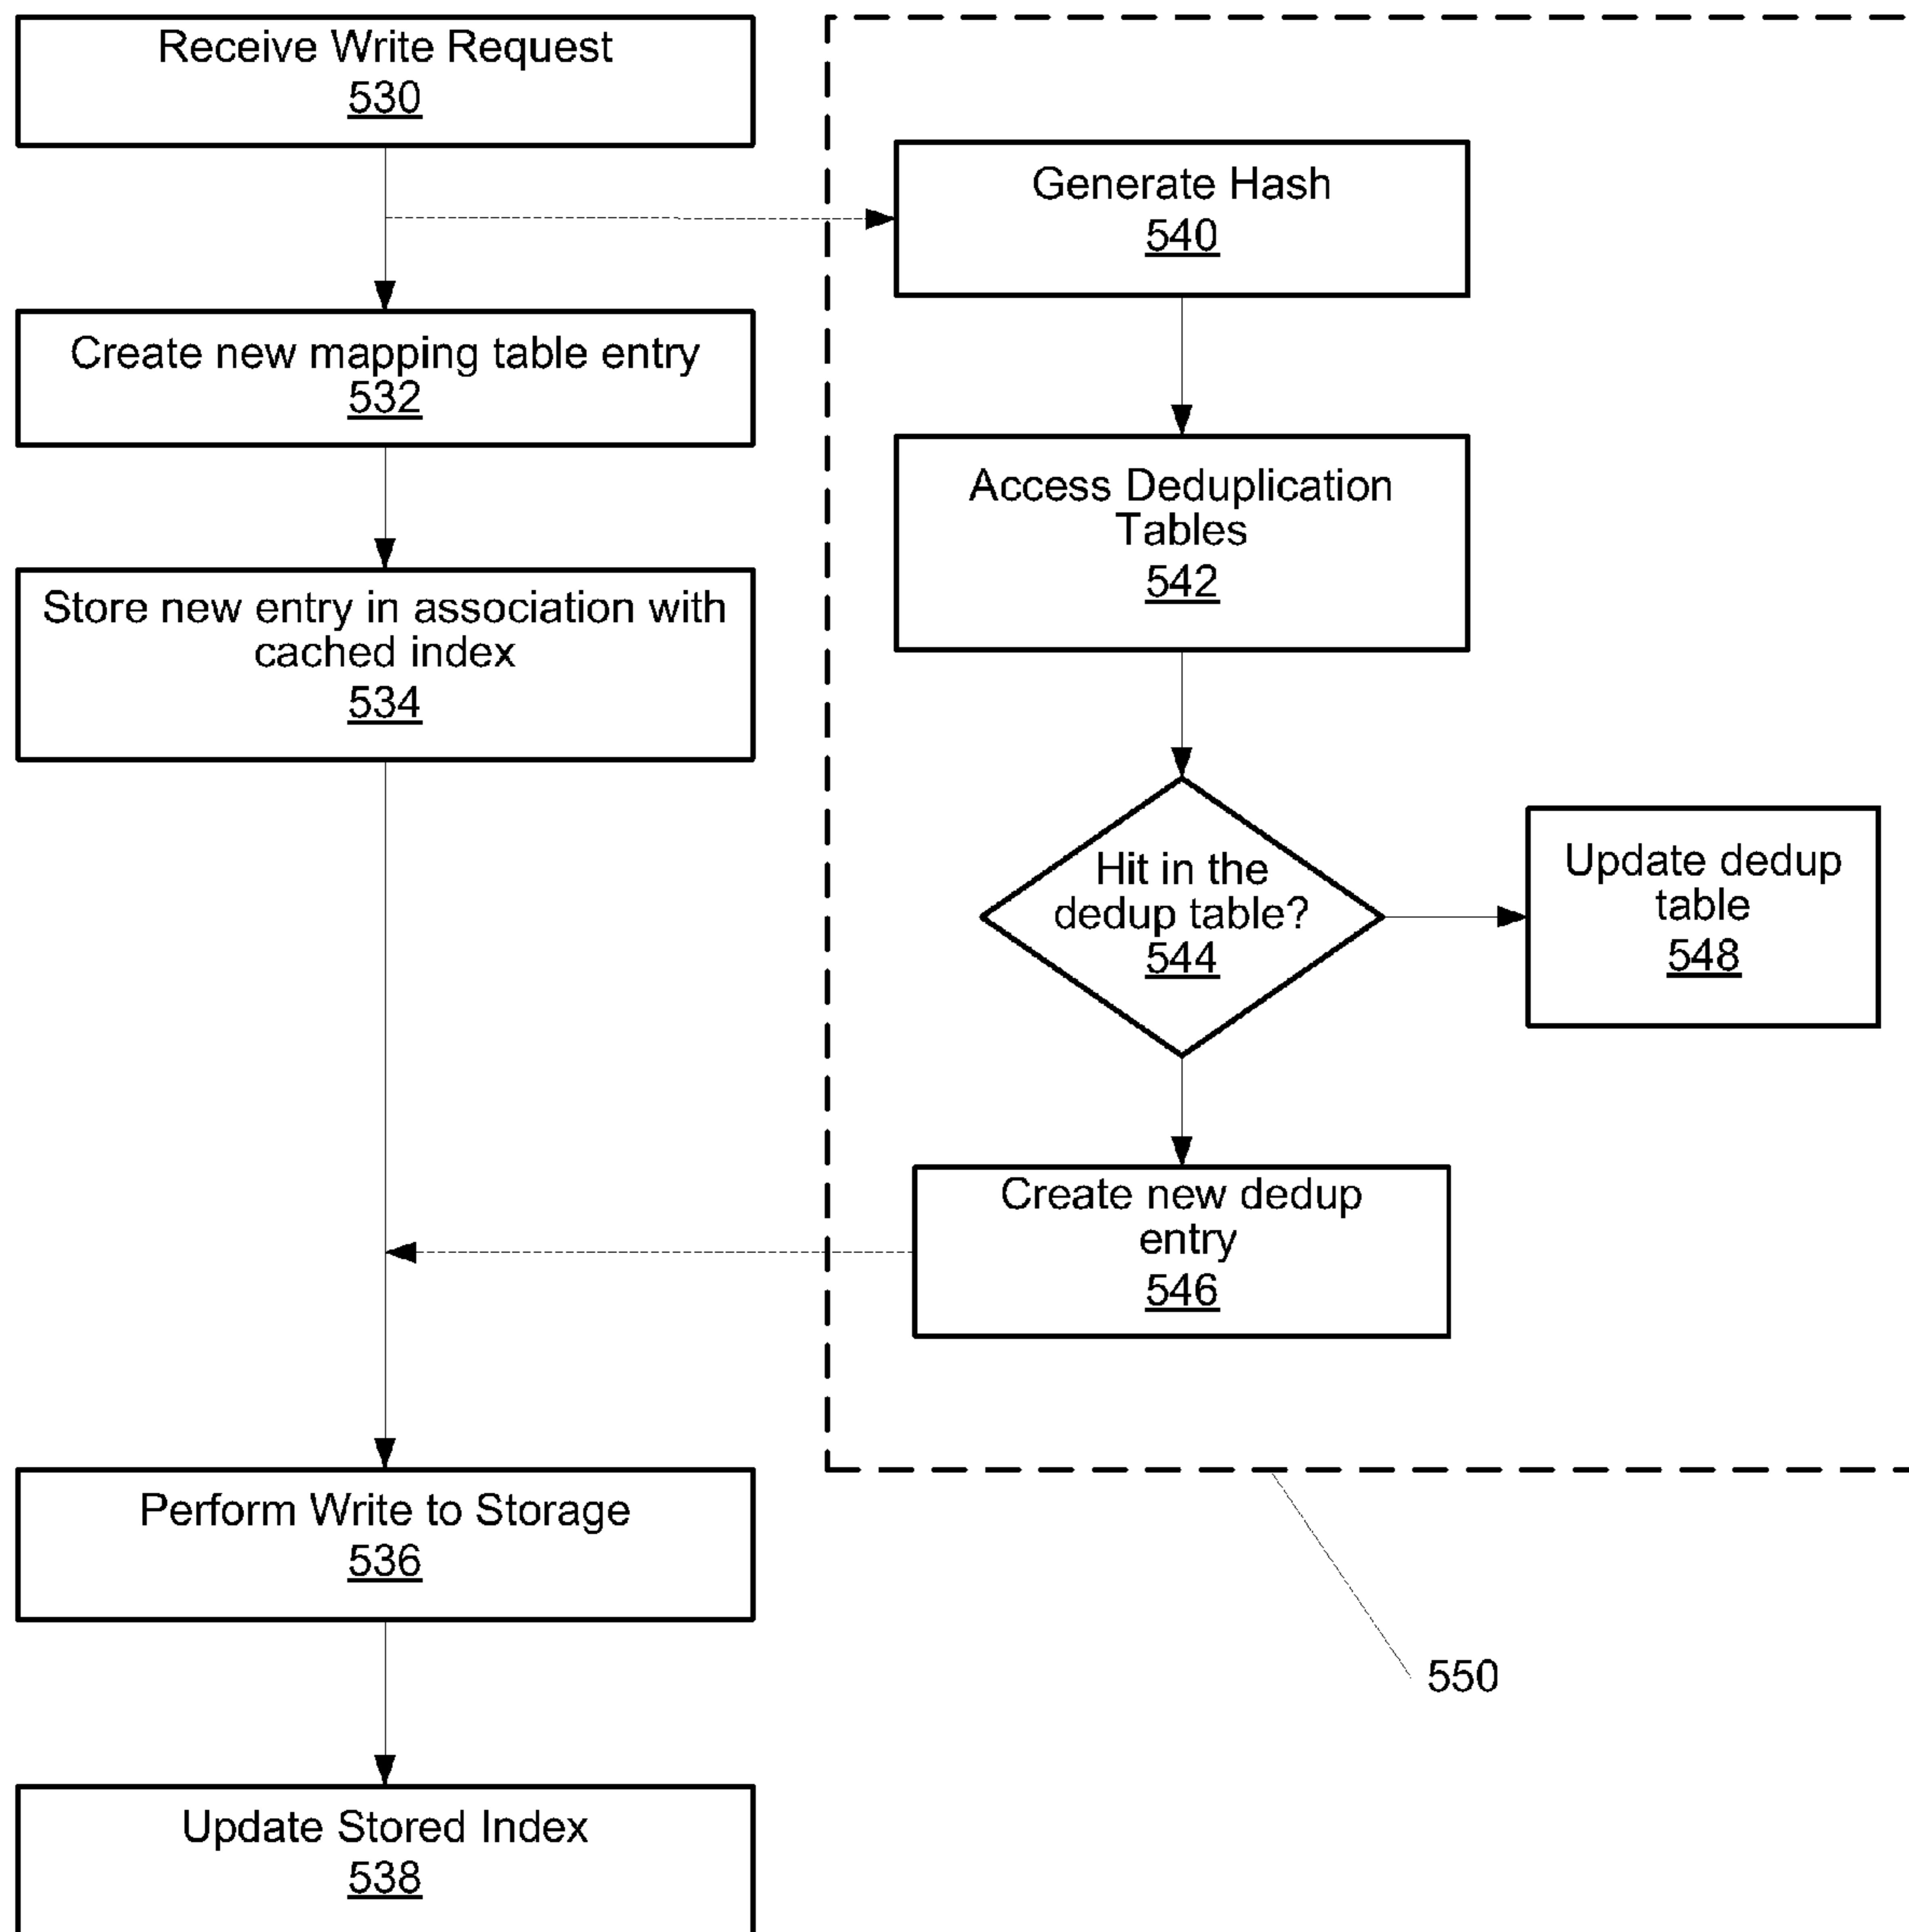 Receive Write Request
530
Create new mapping table entry
532
Store new entry in association with
cached index
534
Perform Write to Storage
536
Update Stored Index
538
Generate Hash
540
Access Deduplication
Tables
542
Hit in the
dedup table?
544
Update dedup
table
548
Create new dedup
entry
546
550